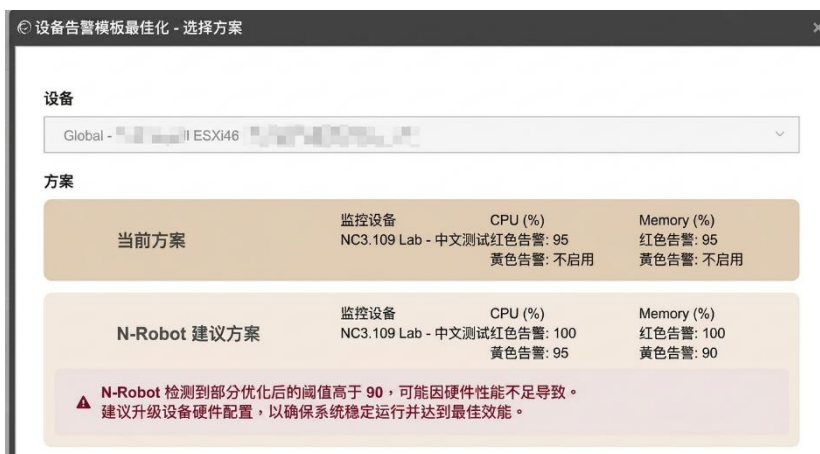 设备告警模板最佳化 - 选择方案
设备
Global - ESXi46
方案
当前方案
监控设备 CPU (%) Memory (%)
NC3.109 Lab - 中文测试红色告警: 95 红色告警: 95
黄色告警: 不启用 黄色告警: 不启用
N-Robot 建议方案
监控设备 CPU (%) Memory (%)
NC3.109 Lab - 中文测试红色告警: 100 红色告警: 100
黄色告警: 95 黄色告警: 90
N-Robot 检测到部分优化后的阈值高于 90，可能因硬件性能不足导致。
建议升级设备硬件配置，以确保系统稳定运行并达到最佳效能。